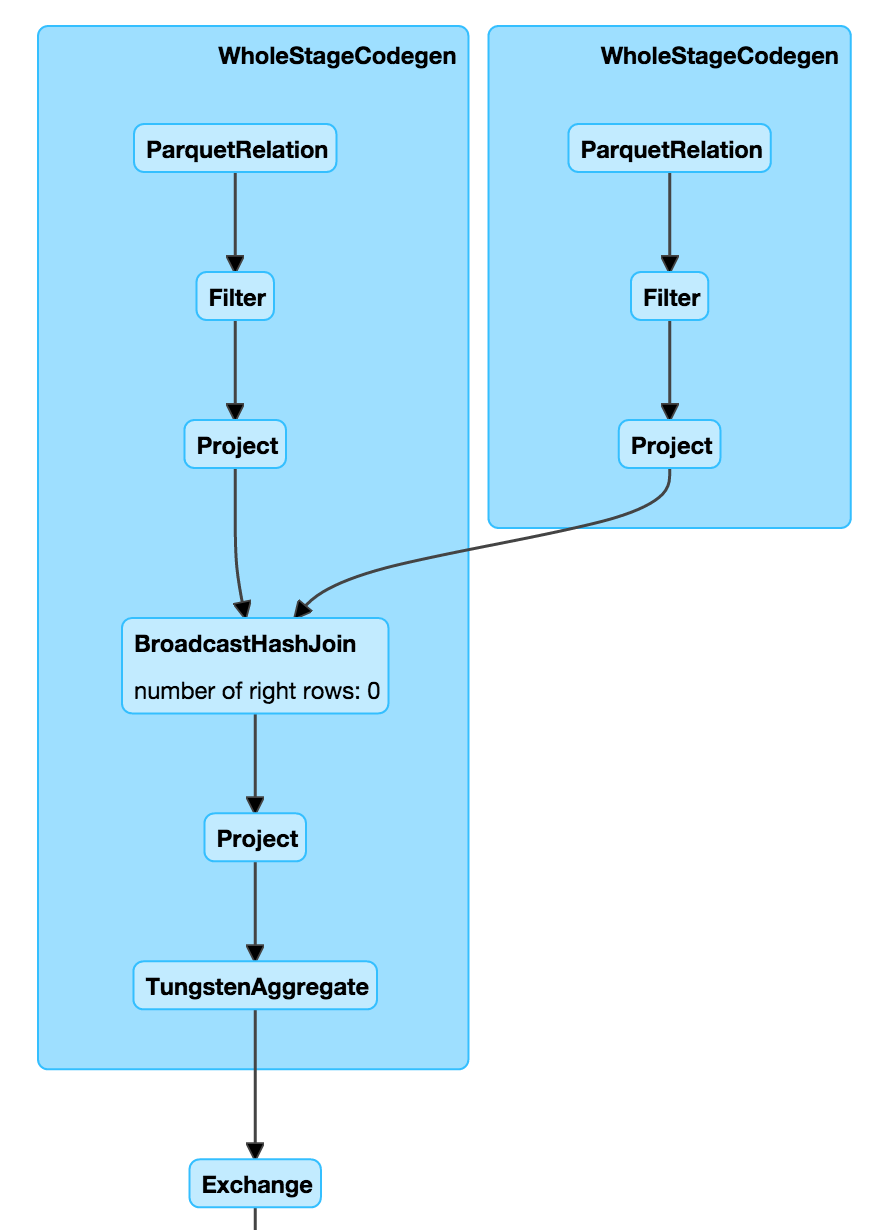 WholeStageCodegen
ParquetRelation
Filter
Project
BroadcastHashJoin
number of right rows: 0
Project
TungstenAggregate
Exchange
WholeStageCodegen
ParquetRelation
Filter
Project